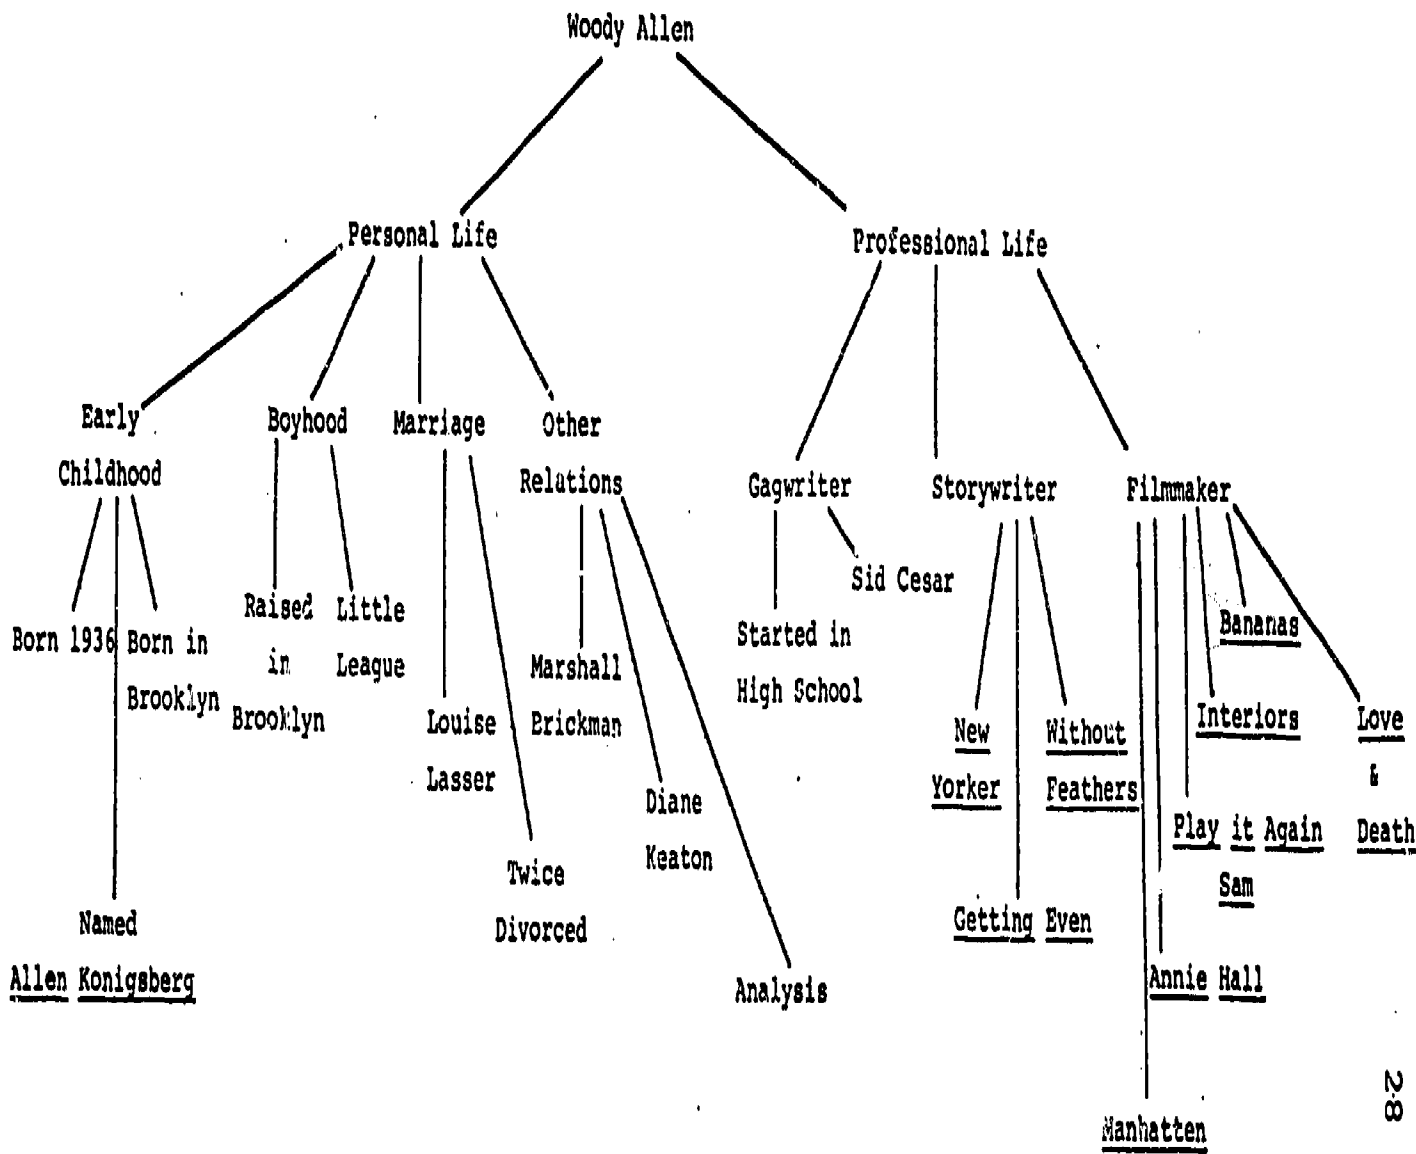 Woody Allen
Personal Life
Professional Life
Early
Childhood
Boyhood
Marriage
Other
Relations
Gagwriter
Storywriter
Filmmaker
Born 1936
Born in
Brooklyn
Named
Allen Konigsberg
Raised
in
Brooklyn
Little
League
Louise
Lasser
Twice
Divorced
Marshall
Brickman
Diane
Keaton
Analysis
Started in
High School
Sid Cesar
New
Yorker
Getting Even
Without
Feathers
Manhatten
Annie Hall
Play it Again
Sam
Interiors
Bananas
Love
&
Death
28